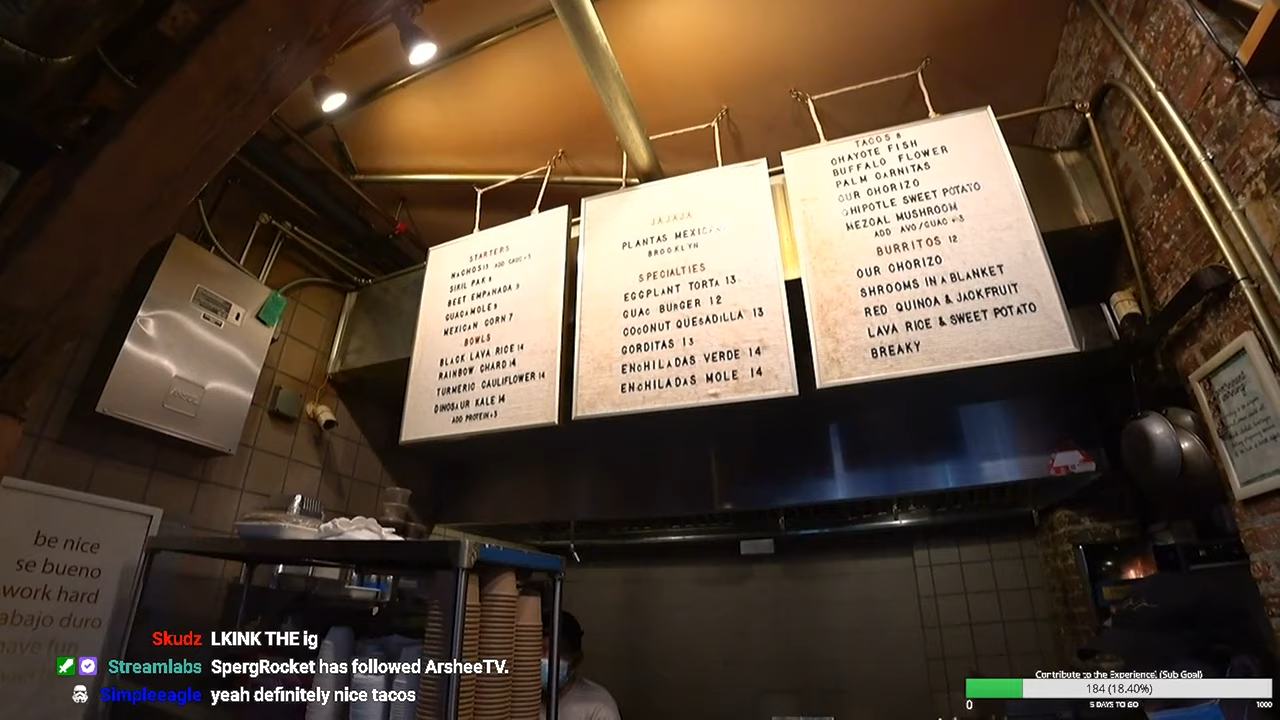 STARTERS
NACHOS 13 ADD GUAC +3
SIKIL PAK 8
BEET EMPANADA 9
GUACAMOLE 9
MEXICAN CORN 7
BOWLS
BLACK LAVA RICE 14
RAINBOW CHARD 14
TURMERIC CAULIFLOWER 14
DINOSAUR KALE 14
ADD PROTEIN +3
JAJAJA
PLANTAS
BROOKLYN
SPECIALTIES
EGGPLANT TORTA 13
GUAC BURGER 12
COCONUT QUESADILLA 13
GORDITAS 13
ENCHILADAS VERDE 14
ENCHILADAS MOLE 14
TACOS 8
CHAYOTE FISH
BUFFALO FLOWER
PALM CARNITAS
OUR CHORIZO
CHIPOTLE SWEET POTATO
MEZCAL MUSHROOM
ADD AVO/GUAC +3
BURRITOS 12
OUR CHORIZO
SHROOMS IN A BLANKET
RED QUINOA & JACKFRUIT
LAVA RICE & SWEET POTATO
BREAKY
be nice
se bueno
work hard
abajo duro
have fun
Skudz LKINK THE ig
Streamlabs SpergRocket has followed ArsheeTV.
Simpleeagle yeah definitely nice tacos
Contribute to the Experience! (Sub Goal)
184 (18.40%)
0 5 DAYS TO GO 1000